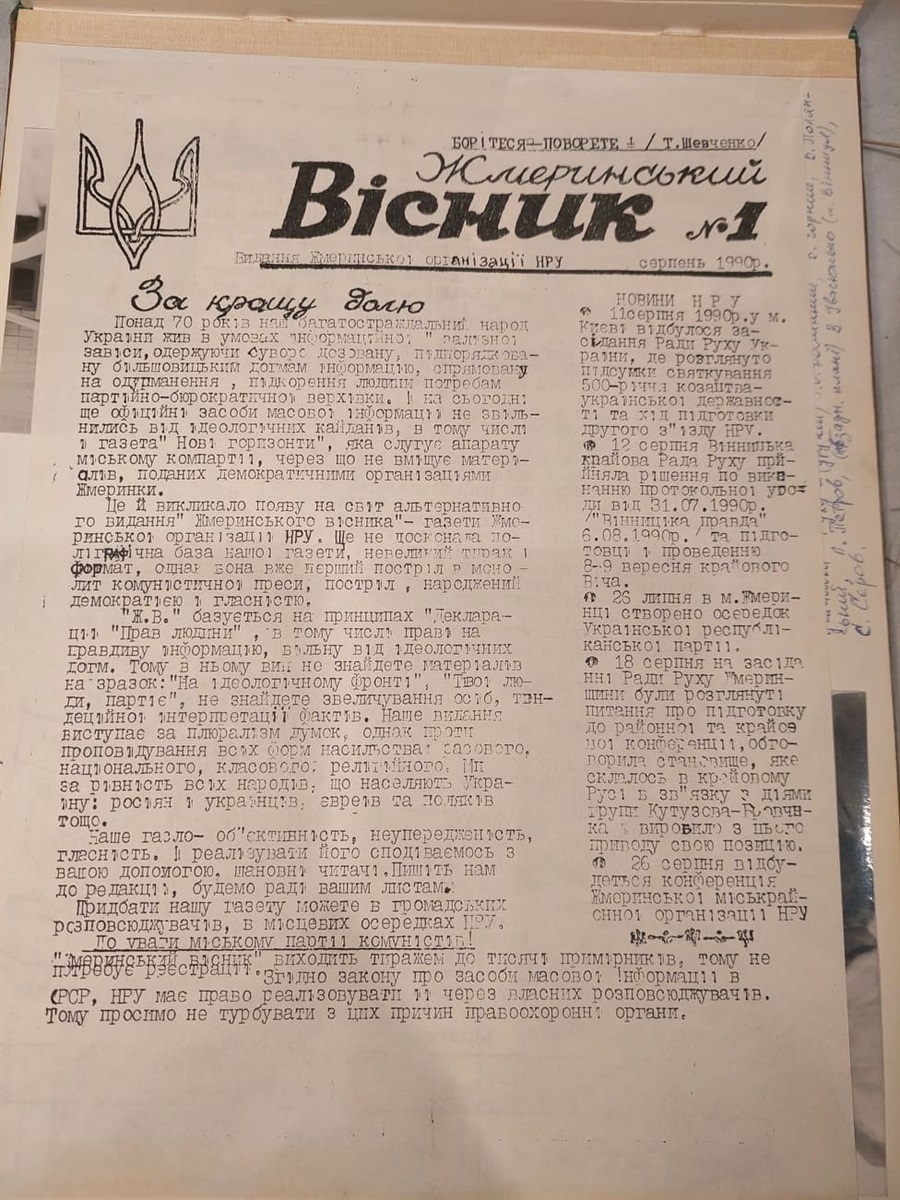 БОРІТЕСЯ-ПОБОРЕТЕ ! /Т.Шевченко/
Жмеринський
Вісник №1
Видання Жмеринської організації НРУ серпень 1990р.
За кращу долю
Понад 70 років наш багатостраждальний народ
України жив в умовах інформаційної " залізної
завіси, одержуючи суворо дозовану, підпорядкова-
ну більшовицьким догмам інформацію, спрямовану
на одурманення , підкорення людини потребам
партійно-бюрократичної верхівки. І на сьогодні
ще офіційні засоби масової інформації не звіль-
нились від ідеологічних кайданів, в тому числі
і газета" Нові горизонти", яка слугує апарату
міському компартії, через що не вміщує матері-
алів, поданих демократичними організаціями
Жмеринки.
Це й викликало появу на світ альтернативно
го видання" Жмеринського вісника"- газети Жме-
ринської організації НРУ. Ще не досконала по-
ліграфічна база нашої газети, невеликий тираж і
формат, однак вона вже перший постріл в моно-
лит комуністичної преси, постріл , народжений
демократією і гласністю.
"Ж.В." базується на принципах "Деклара-
ції "Прав людини" , в тому числі праві на
правдиву інформацію, вільну від ідеологічних
догм. Тому в ньому ви не знайдете матеріалів
на зразок:"На ідеологічному фронті", "Твої лю-
ди, партіє", не знайдете звеличування осіб, тен-
деційної інтерпретації фактів. Наше видання
виступає за плюралізм думок, однак проти
проповідування всіх форм насильства: расового,
національного, класового, релігійного. Ми
за рівність всіх народів, що населяють Укра-
їну: росіян і українців, євреїв та поляків
тощо.
Наше гасло- об'єктивність, неупередженість,
гласність. І реалізувати його сподіваємось з
вашою допомогою, шановні читачі.Пишіть нам
до редакції, будемо раді вашим листам.
Придбати нашу газету можете в громадських
розповсюджувачів, в місцевих осередках НРУ.
До уваги міському партії комуністів!
"Жмеринський вісник" виходить тиражем до тисячі примірників, тому не
потребує реєстрації.Згідно закону про засоби масової інформації в
СРСР, НРУ має право реалізовувати її через власних розповсюджувачів.
Тому просимо не турбувати з цих причин правоохоронні органи.
НОВИНИ Н Р У
11серпня 1990р.у м.
Києві відбулося за-
сідання Ради Руху Ук-
раїни, де розглянуто
підсумки святкування
500-річчя козацтва-
української державнос-
ті та хід підготовки
другого з"їзду НРУ.
12 серпня Вінницька
крайова Рада Руху при-
йняла рішення по вико-
нанню протокольної уго-
ди від 31.07.1990р.
/"Вінницька правда"
6.08.1990р./ та підго-
товці і проведенню
8-9 вересня крайового
Віча.
26 липня в м.Жмерин-
ці створено осередок
Української республі-
канської партії.
18 серпня на засіда
нні Ради Руху Жмерин-
щини були розглянуті
питання про підготовку
до районної та крайов
вої конференції,обго-
ворила становище, яке
склалось в крайовому
Русі в зв"язку з діями
групи Кутузова-
ка і виробило з цього
приводу свою позицію.
26 серпня відбу-
деться конференція
Жмеринської міськрай-
онної організації НРУ